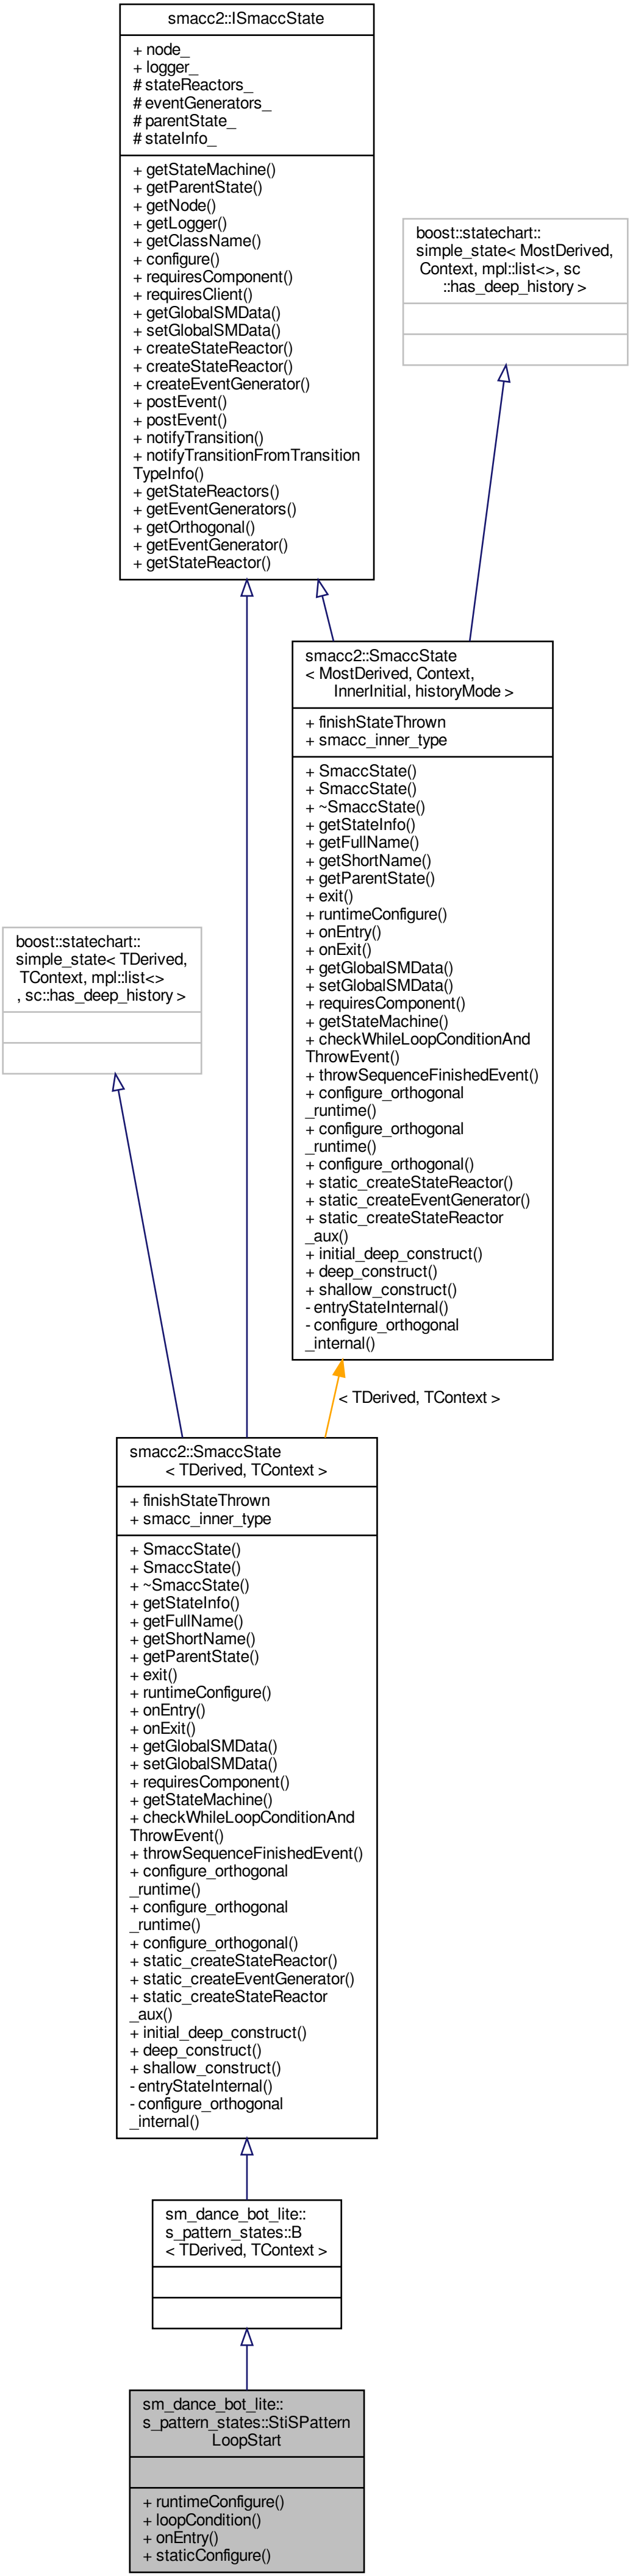 smacc2::ISmaccState
+ node_
+ logger_
# stateReactors_
# eventGenerators_
# parentState_
# stateInfo_
+ getStateMachine()
+ getParentState()
+ getNode()
+ getLogger()
+ getClassName()
+ configure()
+ requiresComponent()
+ requiresClient()
+ getGlobalSMData()
+ setGlobalSMData()
+ createStateReactor()
+ createStateReactor()
+ createEventGenerator()
+ postEvent()
+ postEvent()
+ notifyTransition()
+ notifyTransitionFromTransition
TypeInfo()
+ getStateReactors()
+ getEventGenerators()
+ getOrthogonal()
+ getEventGenerator()
+ getStateReactor()
boost::statechart::
simple_state< MostDerived,
Context, mpl::list<>, sc
::has_deep_history >
smacc2::SmaccState
< MostDerived, Context,
InnerInitial, historyMode >
+ finishStateThrown
+ smacc_inner_type
+ SmaccState()
+ SmaccState()
+ ~SmaccState()
+ getStateInfo()
+ getFullName()
+ getShortName()
+ getParentState()
+ exit()
+ runtimeConfigure()
+ onEntry()
+ onExit()
+ getGlobalSMData()
+ setGlobalSMData()
+ requiresComponent()
+ getStateMachine()
+ checkWhileLoopConditionAnd
ThrowEvent()
+ throwSequenceFinishedEvent()
+ configure_orthogonal
_runtime()
+ configure_orthogonal
_runtime()
+ configure_orthogonal()
+ static_createStateReactor()
+ static_createEventGenerator()
+ static_createStateReactor
_aux()
+ initial_deep_construct()
+ deep_construct()
+ shallow_construct()
- entryStateInternal()
- configure_orthogonal
_internal()
boost::statechart::
simple_state< TDerived,
TContext, mpl::list<>
, sc::has_deep_history >
< TDerived, TContext >
smacc2::SmaccState
< TDerived, TContext >
+ finishStateThrown
+ smacc_inner_type
+ SmaccState()
+ SmaccState()
+ ~SmaccState()
+ getStateInfo()
+ getFullName()
+ getShortName()
+ getParentState()
+ exit()
+ runtimeConfigure()
+ onEntry()
+ onExit()
+ getGlobalSMData()
+ setGlobalSMData()
+ requiresComponent()
+ getStateMachine()
+ checkWhileLoopConditionAnd
ThrowEvent()
+ throwSequenceFinishedEvent()
+ configure_orthogonal
_runtime()
+ configure_orthogonal
_runtime()
+ configure_orthogonal()
+ static_createStateReactor()
+ static_createEventGenerator()
+ static_createStateReactor
_aux()
+ initial_deep_construct()
+ deep_construct()
+ shallow_construct()
- entryStateInternal()
- configure_orthogonal
_internal()
sm_dance_bot_lite::
s_pattern_states::B
< TDerived, TContext >
sm_dance_bot_lite::
s_pattern_states::StiSPattern
LoopStart
+ runtimeConfigure()
+ loopCondition()
+ onEntry()
+ staticConfigure()